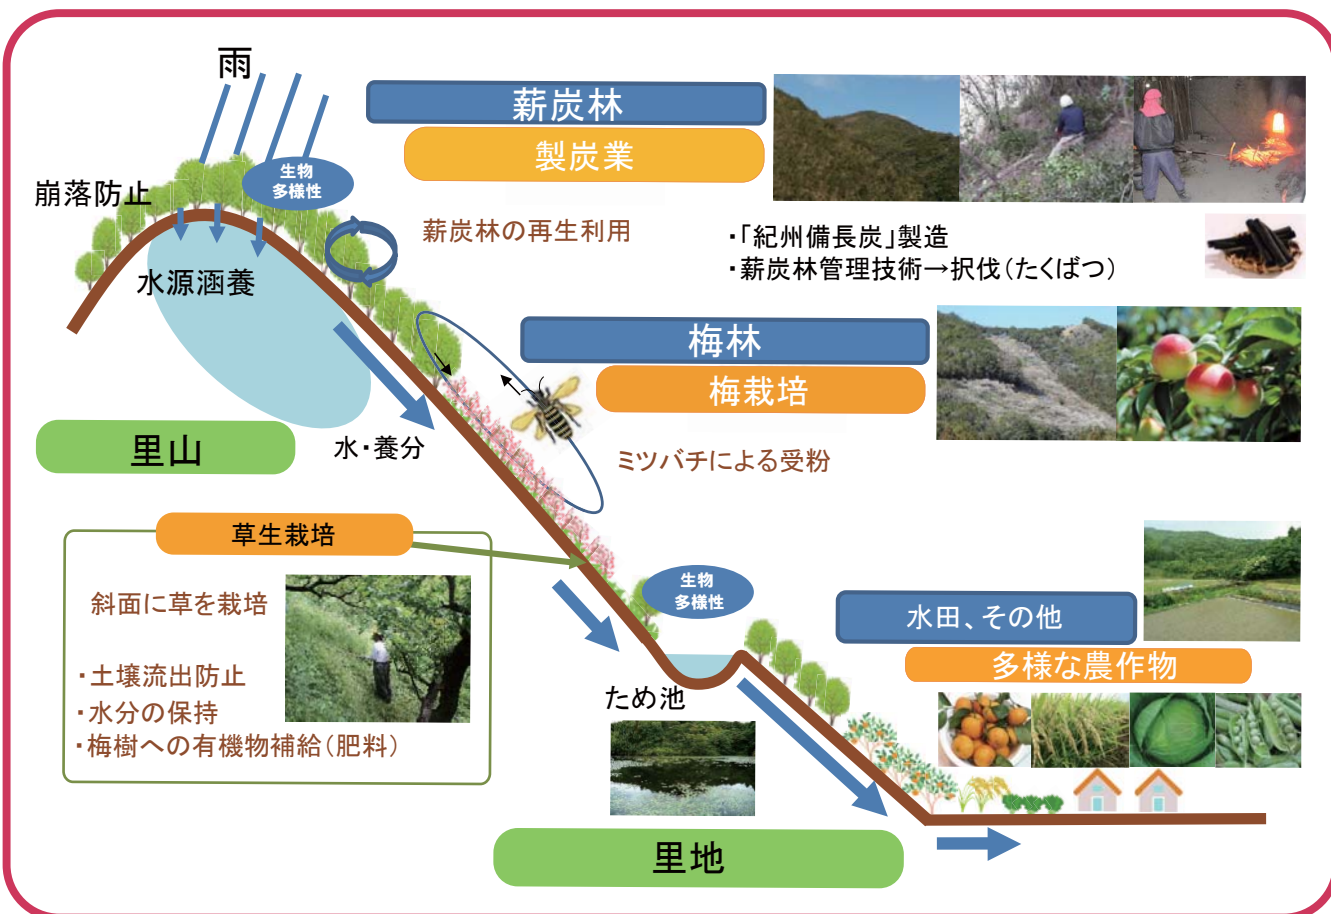 雨
薪炭林
製炭業
生物
多様性
崩落防止
薪炭林の再生利用
・「紀州備長炭」製造
・薪炭林管理技術→択伐(たくばつ)
水源涵養
梅林
梅栽培
里山
水・養分
ミツバチによる受粉
草生栽培
斜面に草を栽培
・土壌流出防止
・水分の保持
・梅樹への有機物補給(肥料)
生物
多様性
水田、その他
多様な農作物
ため池
里地